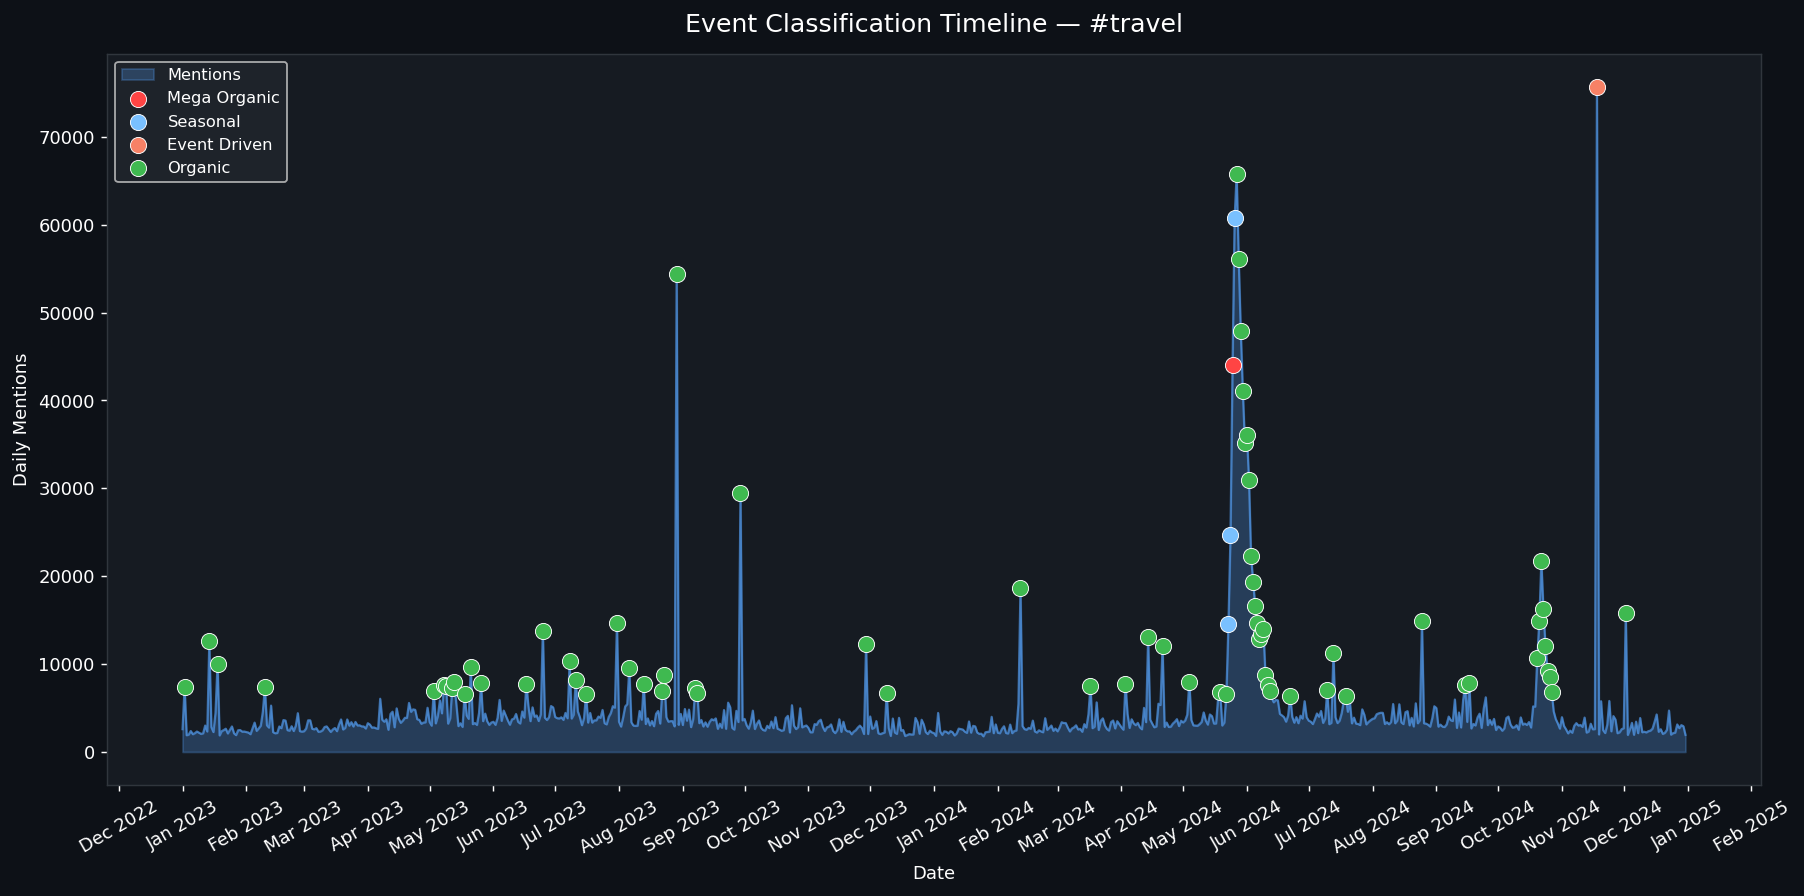 Event Classification Timeline — #travel
Mentions
Mega Organic
Seasonal
Event Driven
Organic
Daily Mentions
70000
60000
50000
40000
30000
20000
10000
0
Dec 2022
Jan 2023
Feb 2023
Mar 2023
Apr 2023
May 2023
Jun 2023
Jul 2023
Aug 2023
Sep 2023
Oct 2023
Nov 2023
Dec 2023
Jan 2024
Feb 2024
Mar 2024
Apr 2024
May 2024
Jun 2024
Jul 2024
Aug 2024
Sep 2024
Oct 2024
Nov 2024
Dec 2024
Jan 2025
Feb 2025
Date